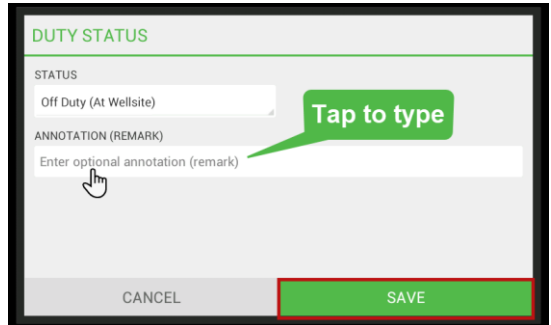 DUTY STATUS
STATUS
Off Duty (At Wellsite)
Tap to type
ANNOTATION (REMARK)
Enter optional annotation (remark)
CANCEL
SAVE